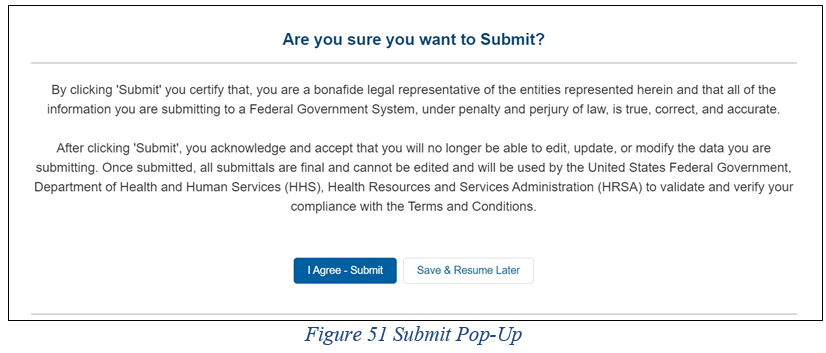 Are you sure you want to Submit?
By clicking 'Submit' you certify that, you are a bonafide legal representative of the entities represented herein and that all of the
information you are submitting to a Federal Government System, under penalty and perjury of law, is true, correct, and accurate.
After clicking 'Submit', you acknowledge and accept that you will no longer be able to edit, update, or modify the data you are
submitting. Once submitted, all submittals are final and cannot be edited and will be used by the United States Federal Government,
Department of Health and Human Services (HHS), Health Resources and Services Administration (HRSA) to validate and verify your
compliance with the Terms and Conditions.
I Agree - Submit
Save & Resume Later
Figure 51 Submit Pop-Up